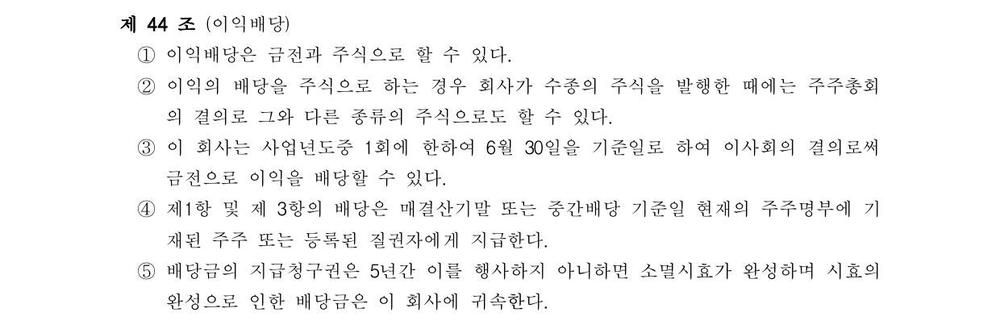 제 44 조 (이익배당)
① 이익배당은 금전과 주식으로 할 수 있다.
② 이익의 배당을 주식으로 하는 경우 회사가 수종의 주식을 발행한 때에는 주주총회
의 결의로 그와 다른 종류의 주식으로도 할 수 있다.
③ 이 회사는 사업년도중 1회에 한하여 6월 30일을 기준일로 하여 이사회의 결의로써
금전으로 이익을 배당할 수 있다.
④ 제1항 및 제 3항의 배당은 매결산기말 또는 중간배당 기준일 현재의 주주명부에 기
재된 주주 또는 등록된 질권자에게 지급한다.
⑤ 배당금의 지급청구권은 5년간 이를 행사하지 아니하면 소멸시효가 완성하며 시효의
완성으로 인한 배당금은 이 회사에 귀속한다.